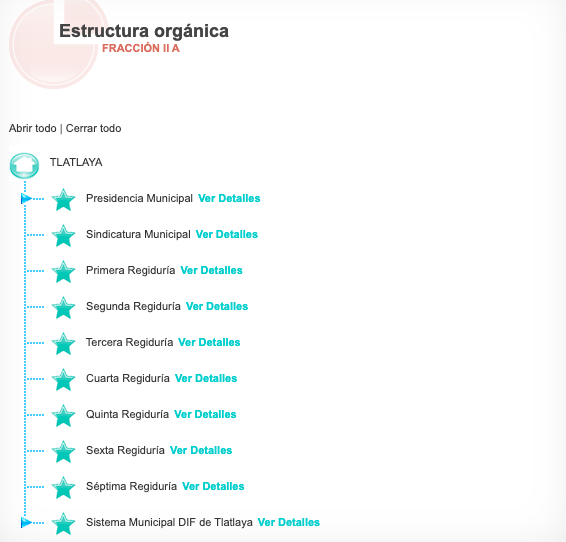 Estructura orgánica
FRACCIÓN II A
Abrir todo | Cerrar todo
TLATLAYA
Presidencia Municipal Ver Detalles
Sindicatura Municipal Ver Detalles
Primera Regiduría Ver Detalles
Segunda Regiduría Ver Detalles
Tercera Regiduría Ver Detalles
Cuarta Regiduría Ver Detalles
Quinta Regiduría Ver Detalles
Sexta Regiduría Ver Detalles
Séptima Regiduría Ver Detalles
Sistema Municipal DIF de Tlatlaya Ver Detalles